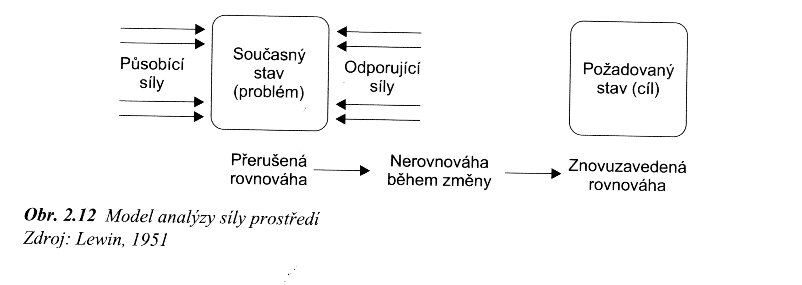 Působící
síly
Současný
stav
(problém)
Odporující
síly
Požadovaný
stav (cíl)
Přerušená
rovnováha
Nerovnováha
během změny
Znovuzavedená
rovnováha
Obr. 2.12 Model analýzy síly prostředí
Zdroj: Lewin, 1951